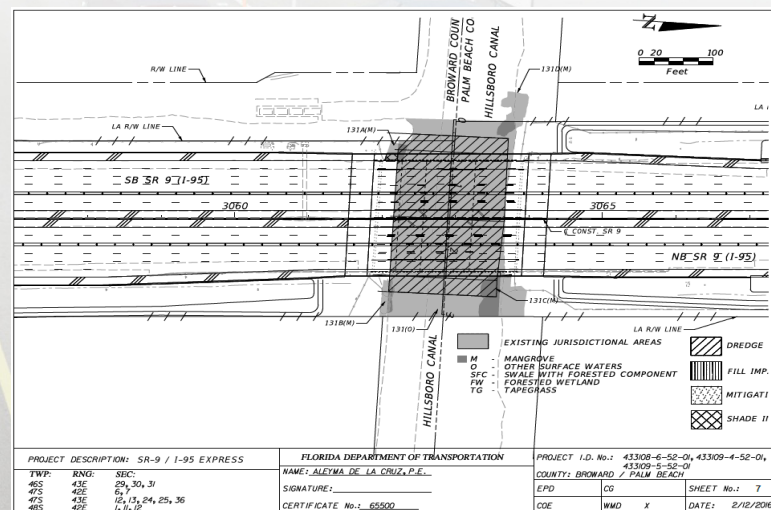 N
0 20 100
Feet
R/W LINE
BROWARD COUN
PALM BEACH CO.
HILLSBORO CANAL
131D(M)
LA R/W LINE
131A(M)
SB SR 9 (I-95)
3060
3065
CONST. SR 9
NB SR 9 (I-95)
131B(M)
131(O)
131C(M)
LA R/W LINE
HILLSBORO CANAL
EXISTING JURISDICTIONAL AREAS
M - MANGROVE
O - OTHER SURFACE WATERS
SFC - SWALE WITH FORESTED COMPONENT
FW - FORESTED WETLAND
TG - TAPEGRASS
DREDGE
FILL IMP.
MITIGATI
SHADE I
PROJECT DESCRIPTION: SR-9 / I-95 EXPRESS
TWP: RNG: SEC:
46S 43E 29, 30, 31
47S 42E 6, 7
47S 43E 12, 13, 24, 25, 36
48S 42E 1, 11, 12
FLORIDA DEPARTMENT OF TRANSPORTATION
NAME: ALEYMA DE LA CRUZ, P.E.
SIGNATURE:
CERTIFICATE No.: 65500
PROJECT I.D. No.: 433108-6-52-01, 433109-4-52-01,
433109-5-52-01
COUNTY: BROWARD / PALM BEACH
EPD CG SHEET No.: 7
COE WMD X DATE: 2/12/2016